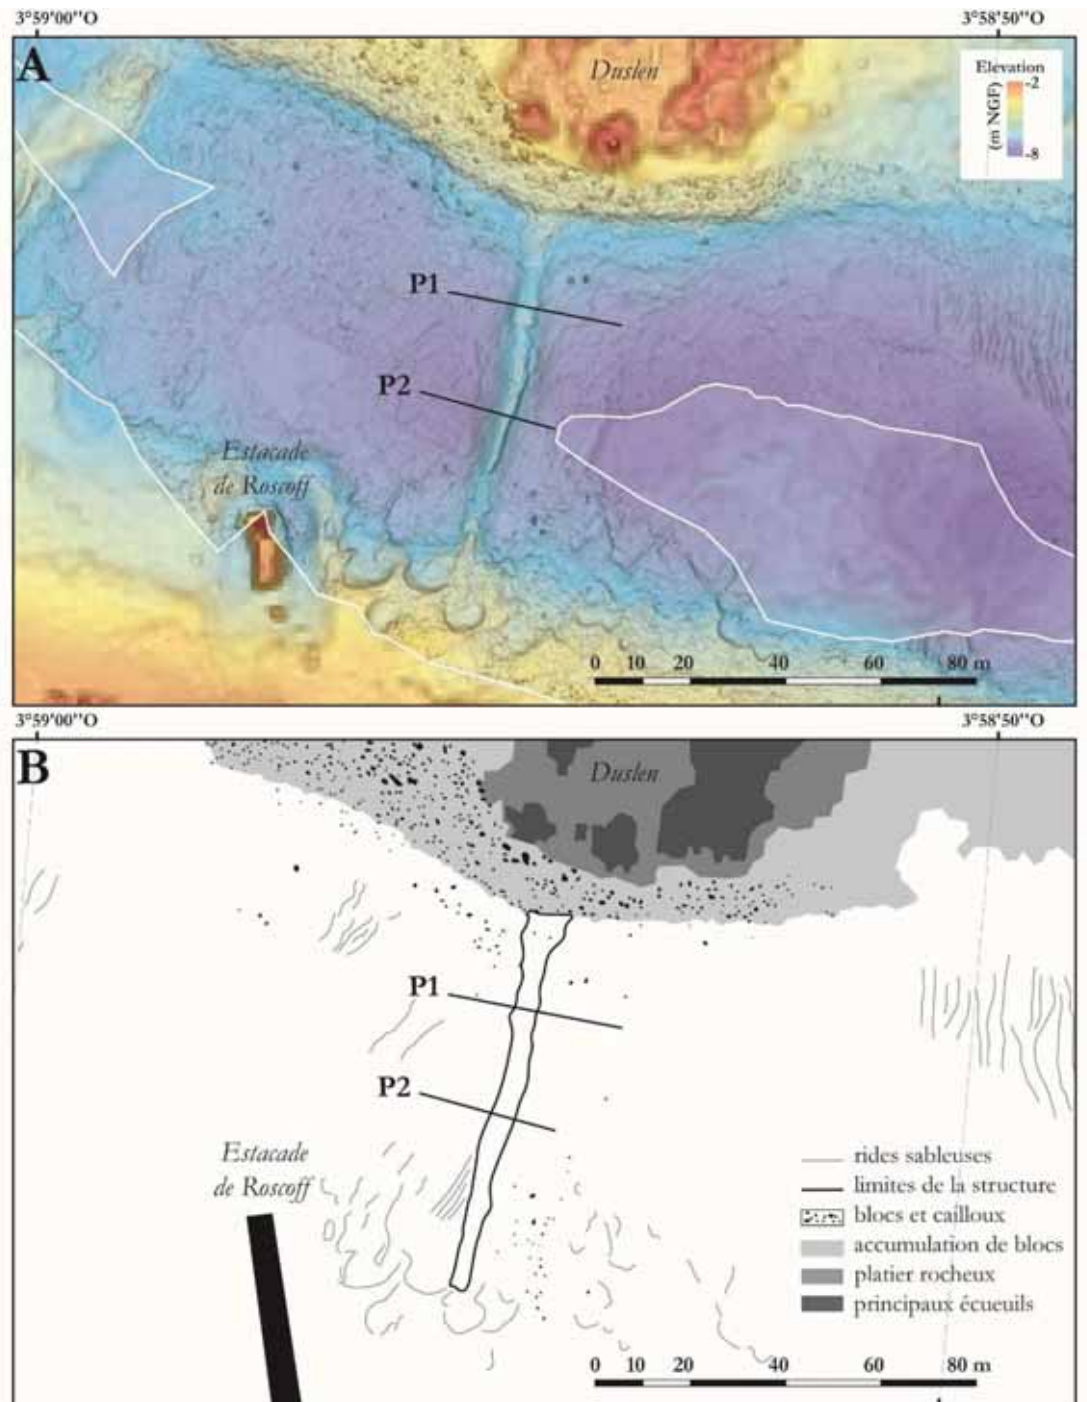 3°59'00''O 3°58'50''O
A
Duslen
Elevation
(m NGF)
-2
-8
P1
P2
Estacade
de Roscoff
0 10 20 40 60 80 m
3°59'00''O 3°58'50''O
B
Duslen
P1
P2
Estacade
de Roscoff
rides sableuses
limites de la structure
blocs et cailloux
accumulation de blocs
platier rocheux
principaux écueuils
0 10 20 40 60 80 m